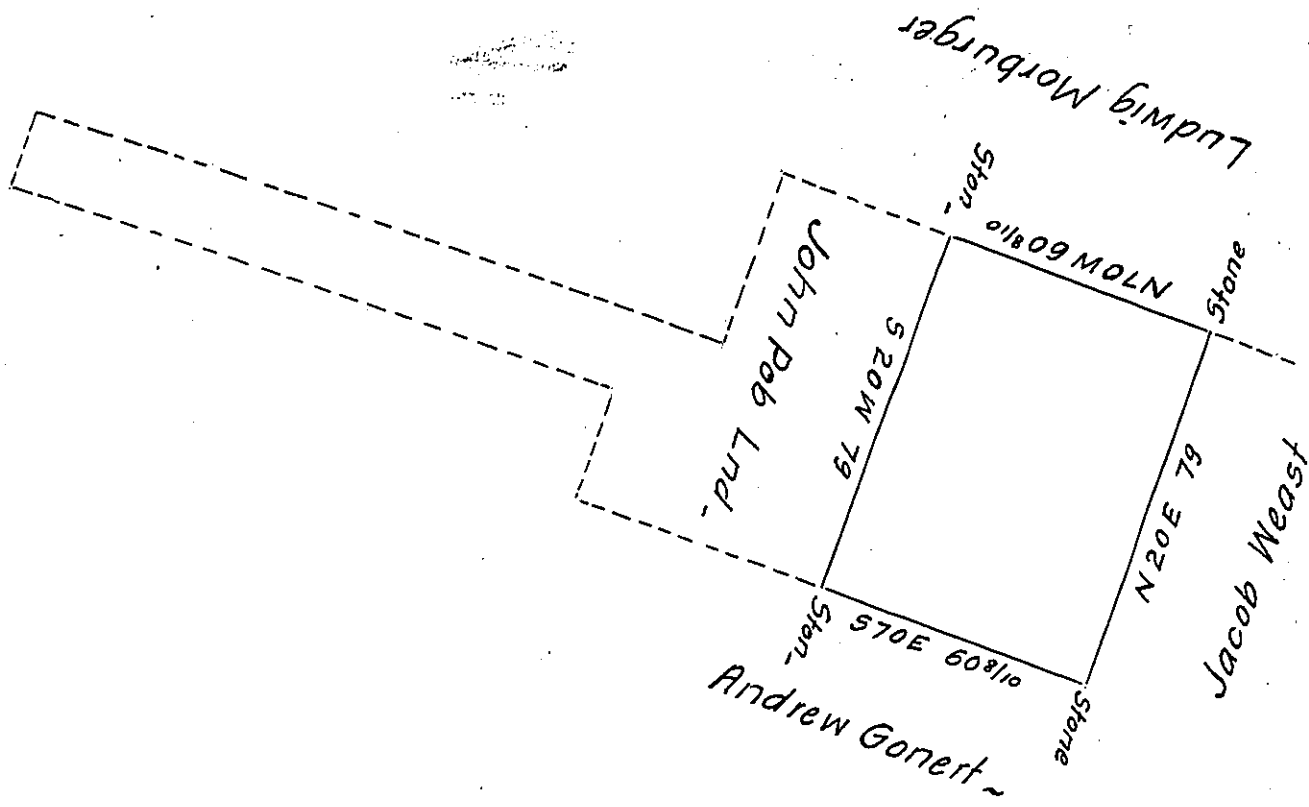 Ludwig Morburger
Ston-
N70W 60 8/10
Stone
John Pob Lnd.-
S 20W 79
N20E 79
Jacob Weast
Ston-
S70E 60 8/10
Stone
Andrew Gonert~